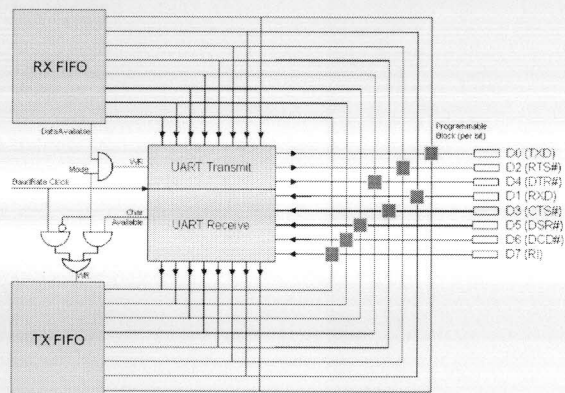 RX FIFO
DataAvailable
Mode
WR
BaudRate Clock
Char
Available
WR
TX FIFO
UART Transmit
UART Receive
Programmable
Block (per bit)
D0 (TXD)
D2 (RTS#)
D4 (DTR#)
D1 (RXD)
D3 (CTS#)
D5 (DSR#)
D6 (DCD#)
D7 (RI)